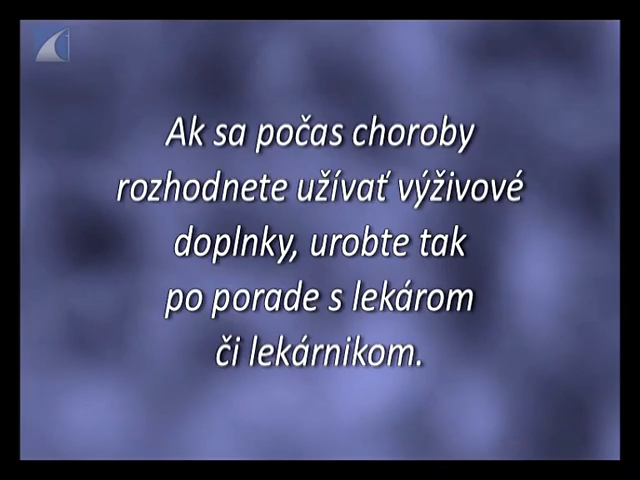 Ak sa počas choroby
rozhodnete užívať výživové
doplnky, urobte tak
po porade s lekárom
či lekárnikom.